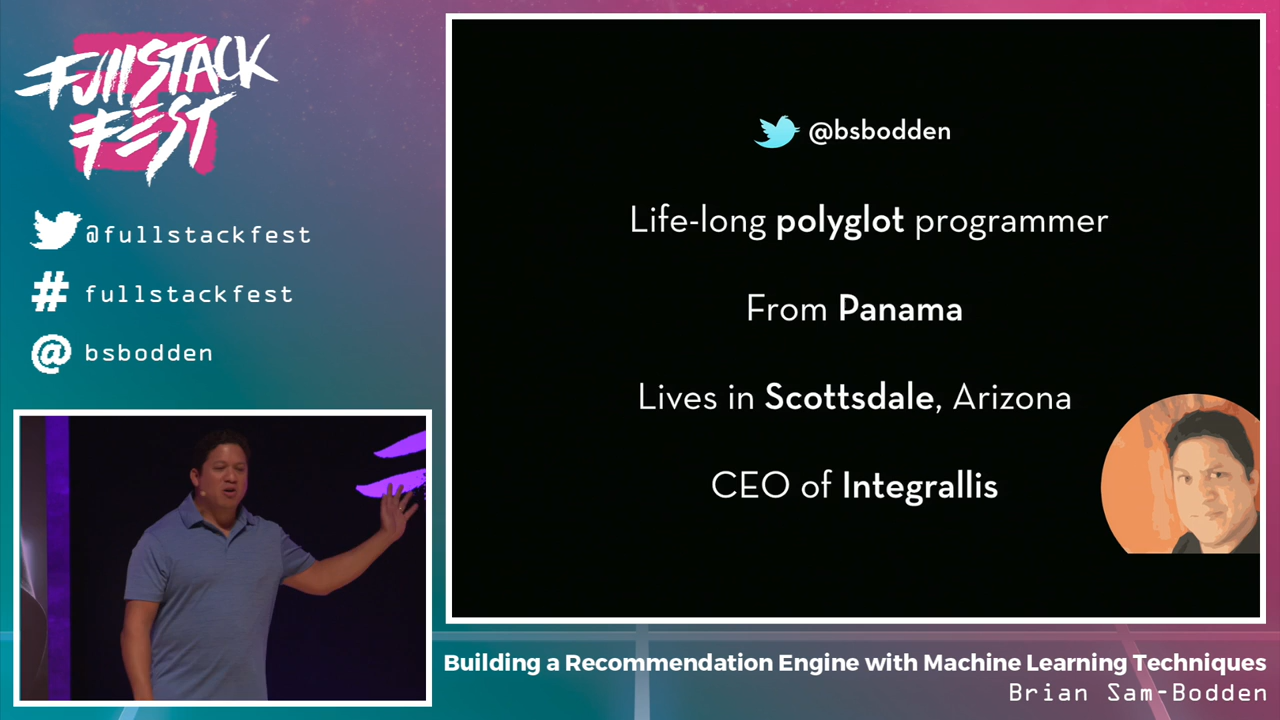 FullSTACK
FEST
@fullstackfest
# fullstackfest
@ bsbodden
@bsbodden
Life-long polyglot programmer
From Panama
Lives in Scottsdale, Arizona
CEO of Integrallis
Building a Recommendation Engine with Machine Learning Techniques
Brian Sam-Bodden